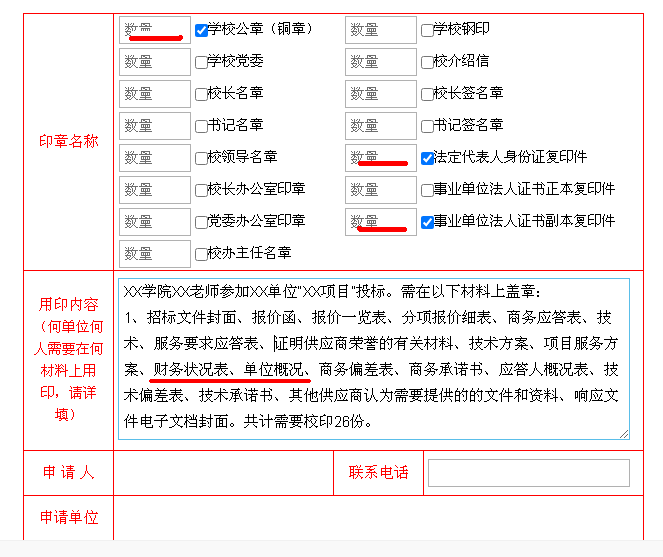 数量 学校公章（铜章） 数量 学校钢印
数量 学校党委 数量 校介绍信
数量 校长名章 数量 校长签名章
数量 书记名章 数量 书记签名章
印章名称
数量 校领导名章 数量 法定代表人身份证复印件
数量 校长办公室印章 数量 事业单位法人证书正本复印件
数量 党委办公室印章 数量 事业单位法人证书副本复印件
数量 校办主任名章
用印内容
（何单位何
人需要在何
材料上用
印，请详
填）
XX学院XX老师参加XX单位"XX项目"投标。需在以下材料上盖章：
1、招标文件封面、报价函、报价一览表、分项报价细表、商务应答表、技
术、服务要求应答表、证明供应商荣誉的有关材料、技术方案、项目服务方
案、财务状况表、单位概况、商务偏差表、商务承诺书、应答人概况表、技
术偏差表、技术承诺书、其他供应商认为需要提供的的文件和资料、响应文
件电子文档封面。共计需要校印26份。
申 请 人 联系电话
申请单位